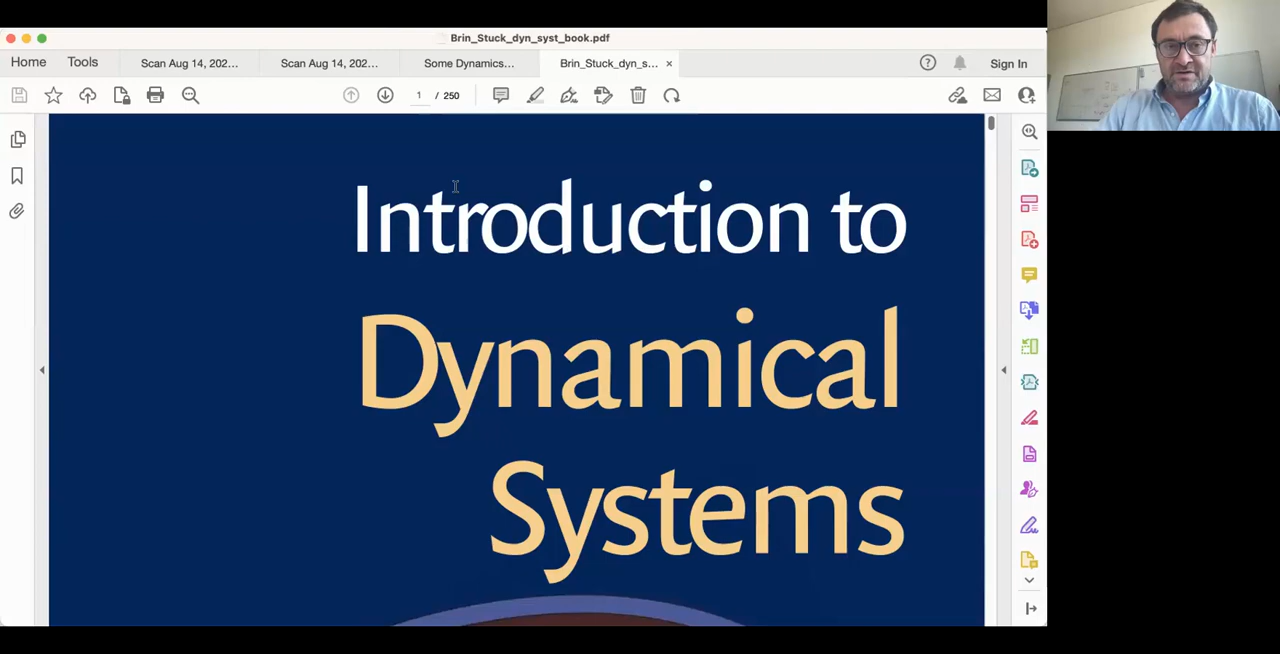 Brin_Stuck_dyn_syst_book.pdf
Home
Tools
Scan Aug 14, 202...
Scan Aug 14, 202...
Some Dynamics...
Brin_Stuck_dyn_s... ×
Sign In
1 / 250
Introduction to
Dynamical
Systems